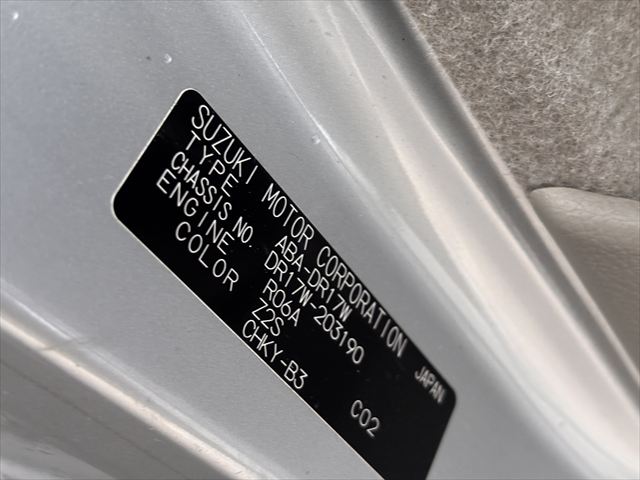 SUZUKI MOTOR CORPORATION JAPAN
TYPE ABA-DR17W
CHASSIS NO. DR17W-203190
ENGINE R06A
COLOR Z2S
CHKY-B3 C02